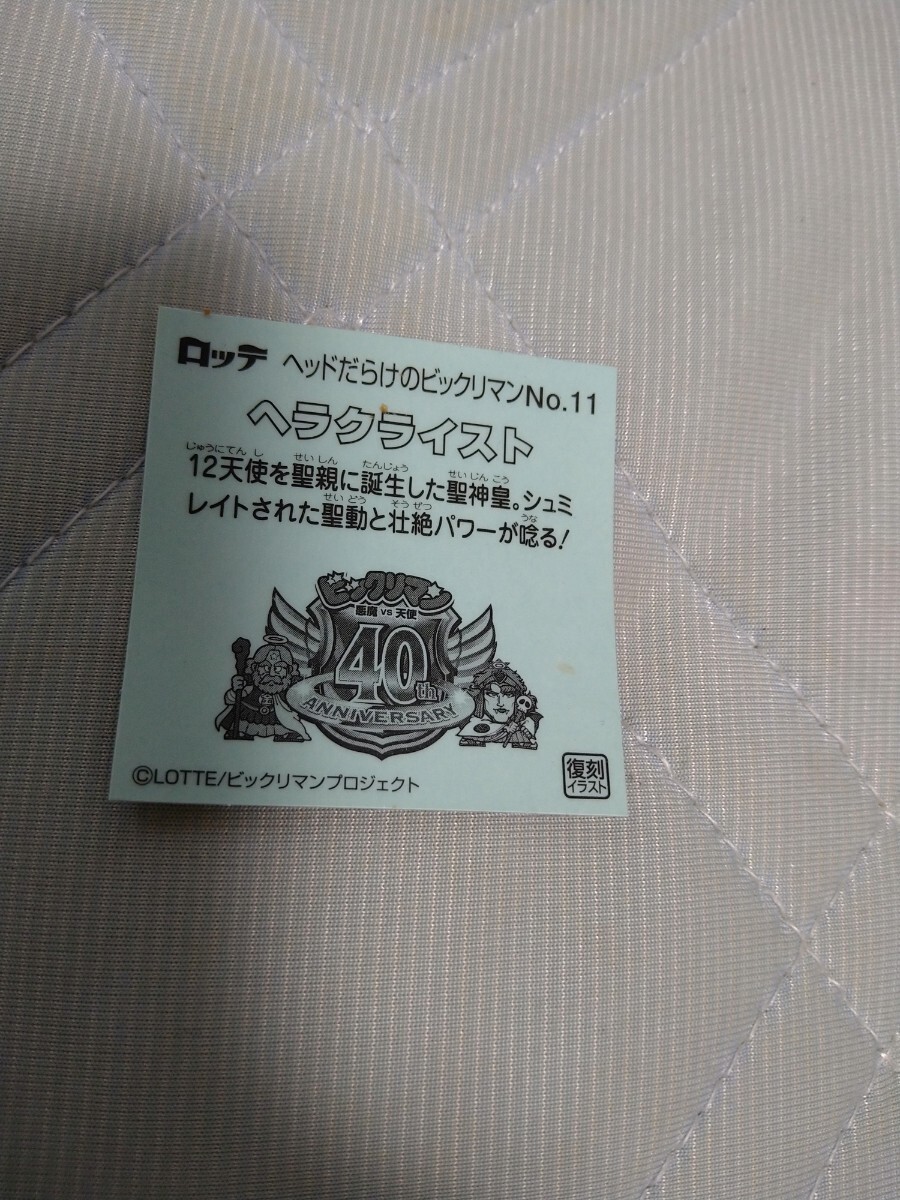 ロッテ ヘッドだらけのビックリマンNo.11
ヘラクライスト
じゅうにてん し せい しん たんじょう せい じん こう
12天使を聖親に誕生した聖神皇。シュミ
せい どう そう ぜつ うな
レイトされた聖動と壮絶パワーが唸る!
ビックリマン
悪魔 vs 天使
40th
ANNIVERSARY
©LOTTE/ビックリマンプロジェクト
復刻
イラスト